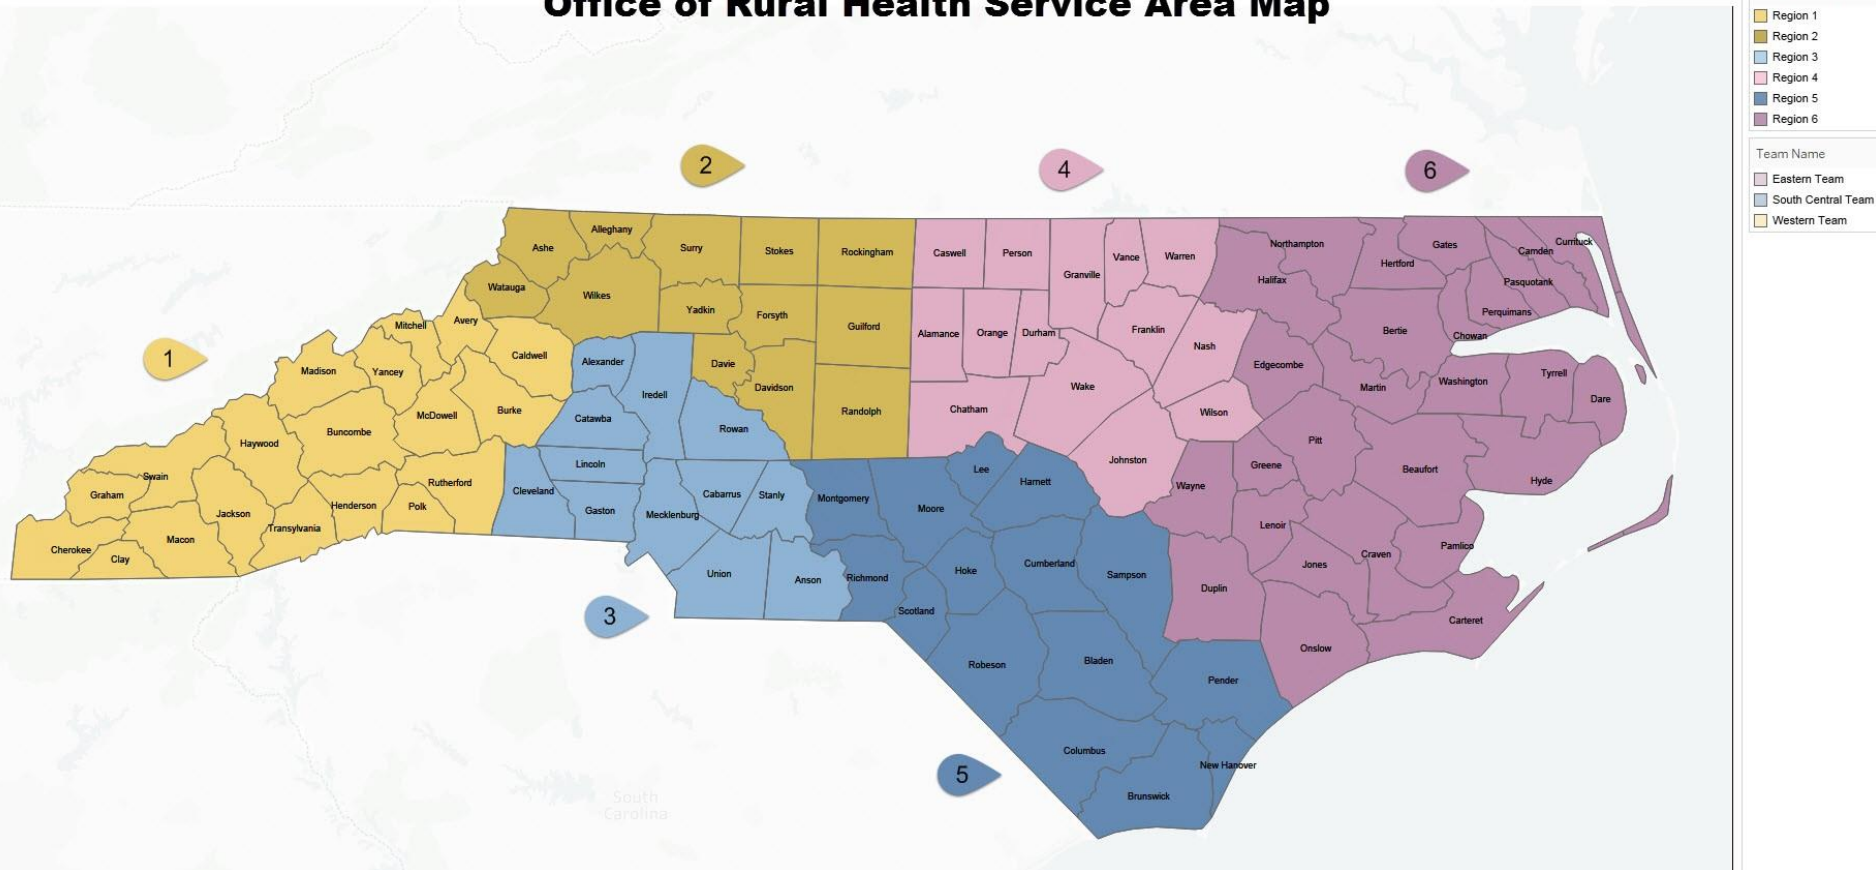 Office of Rural Health Service Area Map
Region 1
Region 2
Region 3
Region 4
Region 5
Region 6
Team Name
Eastern Team
South Central Team
Western Team
2
4
6
1
3
5
Ashe
Alleghany
Surry
Stokes
Rockingham
Caswell
Person
Granville
Vance
Warren
Northampton
Halifax
Hertford
Gates
Camden
Currituck
Pasquotank
Perquimans
Chowan
Bertie
Watauga
Wilkes
Yadkin
Forsyth
Guilford
Alamance
Orange
Durham
Franklin
Nash
Edgecombe
Martin
Washington
Tyrrell
Dare
Mitchell
Avery
Caldwell
Alexander
Iredell
Davie
Davidson
Randolph
Chatham
Wake
Wilson
Pitt
Beaufort
Hyde
Madison
Yancey
McDowell
Burke
Catawba
Rowan
Johnston
Greene
Wayne
Haywood
Buncombe
Lincoln
Cleveland
Gaston
Mecklenburg
Cabarrus
Stanly
Montgomery
Moore
Lee
Harnett
Lenoir
Craven
Pamlico
Jones
Swain
Graham
Jackson
Henderson
Polk
Rutherford
Transylvania
Macon
Cherokee
Clay
Union
Anson
Richmond
Scotland
Hoke
Cumberland
Sampson
Duplin
Onslow
Carteret
Robeson
Bladen
Pender
Columbus
New Hanover
Brunswick
South
Carolina